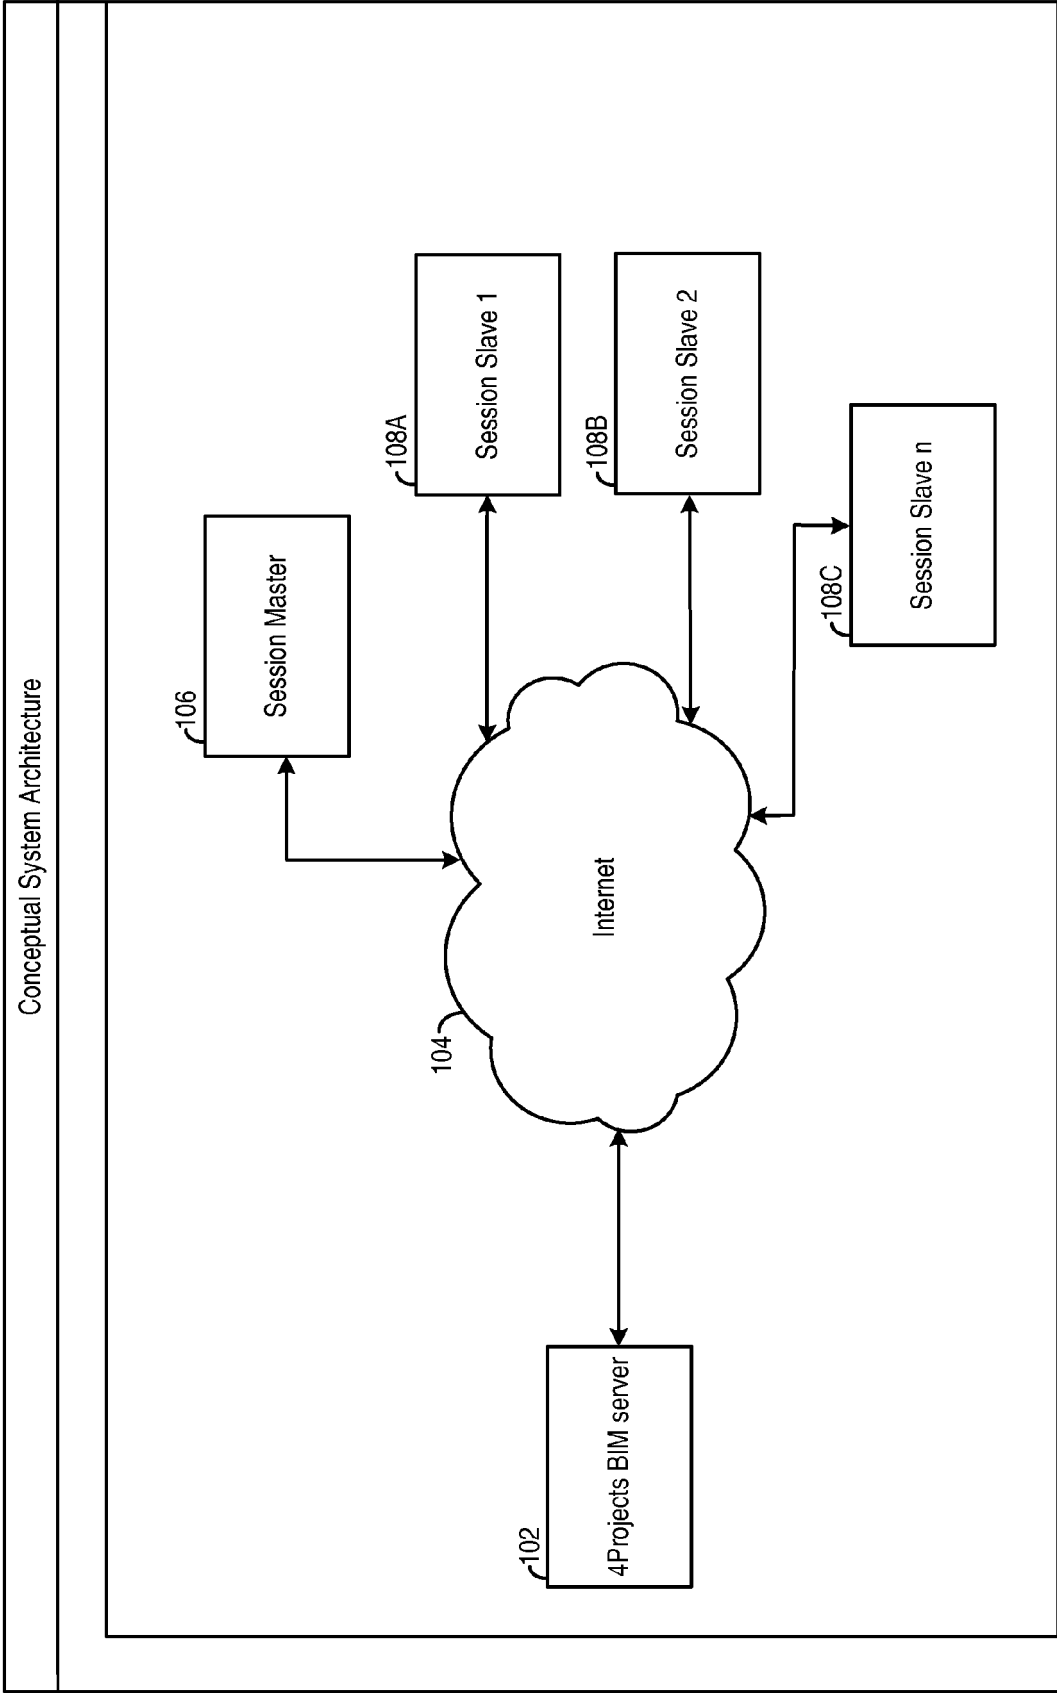 Conceptual System Architecture
106
Session Master
108A
Session Slave 1
104
Internet
102
4Projects BIM server
108B
Session Slave 2
108C
Session Slave n